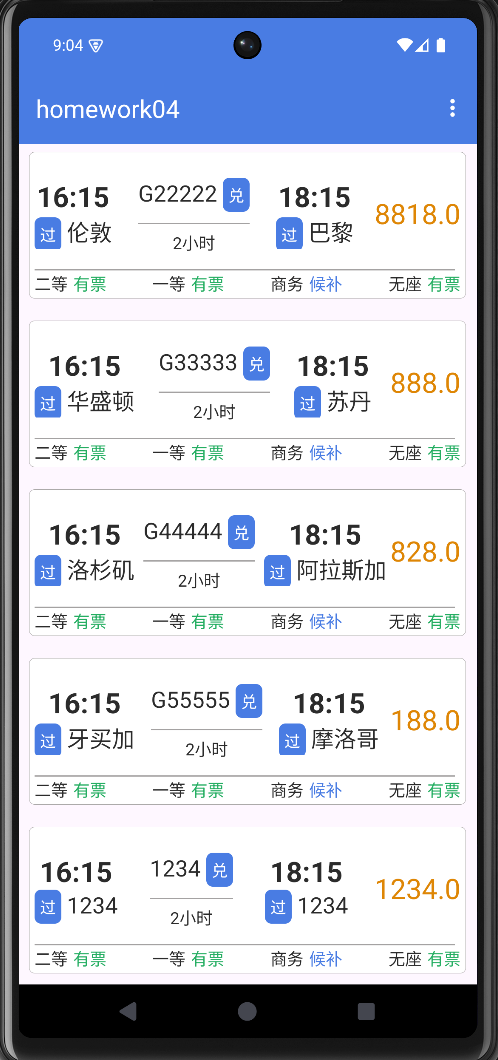 9:04
homework04
16:15 G22222 兑 18:15 8818.0
过 伦敦 2小时 过 巴黎
二等 有票 一等 有票 商务 候补 无座 有票
16:15 G33333 兑 18:15 888.0
过 华盛顿 2小时 过 苏丹
二等 有票 一等 有票 商务 候补 无座 有票
16:15 G44444 兑 18:15 828.0
过 洛杉矶 2小时 过 阿拉斯加
二等 有票 一等 有票 商务 候补 无座 有票
16:15 G55555 兑 18:15 188.0
过 牙买加 2小时 过 摩洛哥
二等 有票 一等 有票 商务 候补 无座 有票
16:15 1234 兑 18:15 1234.0
过 1234 2小时 过 1234
二等 有票 一等 有票 商务 候补 无座 有票